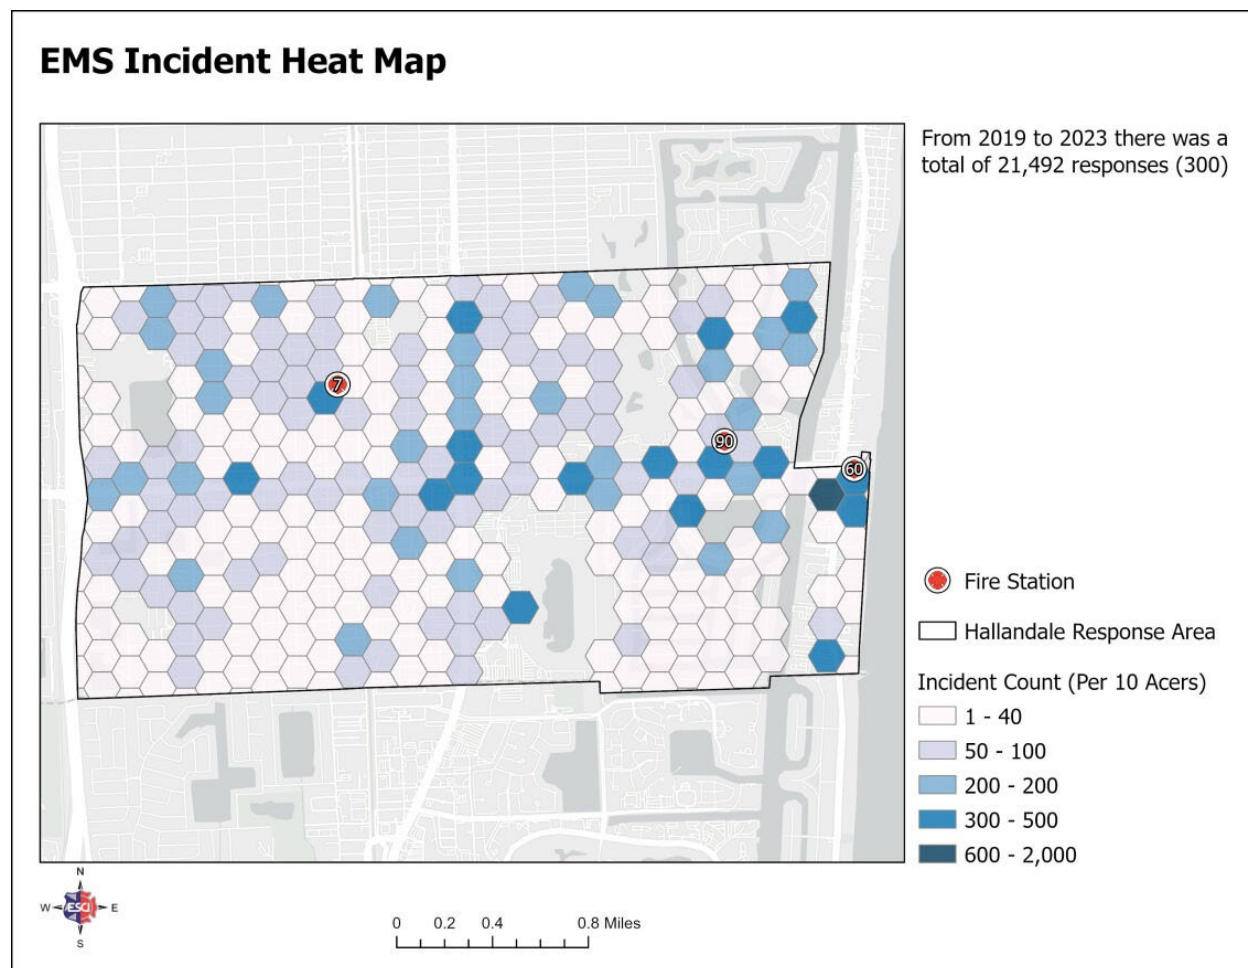 EMS Incident Heat Map
From 2019 to 2023 there was a
total of 21,492 responses (300)
7
90
60
Fire Station
Hallandale Response Area
Incident Count (Per 10 Acers)
1 - 40
50 - 100
200 - 200
300 - 500
600 - 2,000
N
W E
ESCI
S
0 0.2 0.4 0.8 Miles